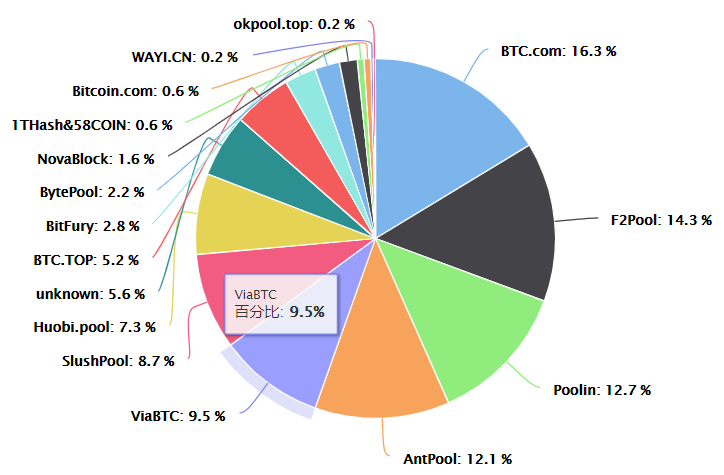 okpool.top: 0.2 %
WAYI.CN: 0.2 %
Bitcoin.com: 0.6 %
1THash&58COIN: 0.6 %
NovaBlock: 1.6 %
BytePool: 2.2 %
BitFury: 2.8 %
BTC.TOP: 5.2 %
unknown: 5.6 %
Huobi.pool: 7.3 %
SlushPool: 8.7 %
ViaBTC: 9.5 %
AntPool: 12.1 %
Poolin: 12.7 %
F2Pool: 14.3 %
BTC.com: 16.3 %
ViaBTC
百分比: 9.5%